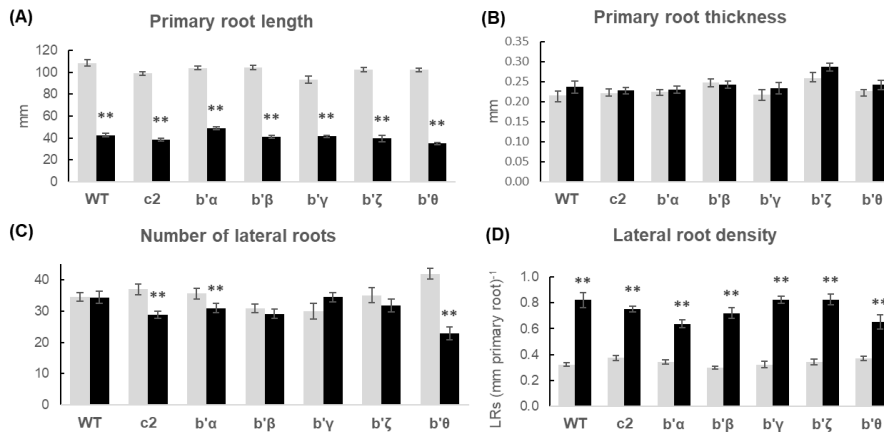 (A)
Primary root length
mm
120
100
80
60
40
20
0
** ** ** ** ** ** **
WT c2 b'α b'β b'γ b'ζ b'θ
(B)
Primary root thickness
mm
0.35
0.30
0.25
0.20
0.15
0.10
0.05
0.00
WT c2 b'α b'β b'γ b'ζ b'θ
(C)
Number of lateral roots
40
30
20
10
0
** ** **
WT c2 b'α b'β b'γ b'ζ b'θ
(D)
Lateral root density
LRs (mm primary root)⁻¹
1.0
0.8
0.6
0.4
0.2
0.0
** ** ** ** ** ** **
WT c2 b'α b'β b'γ b'ζ b'θ